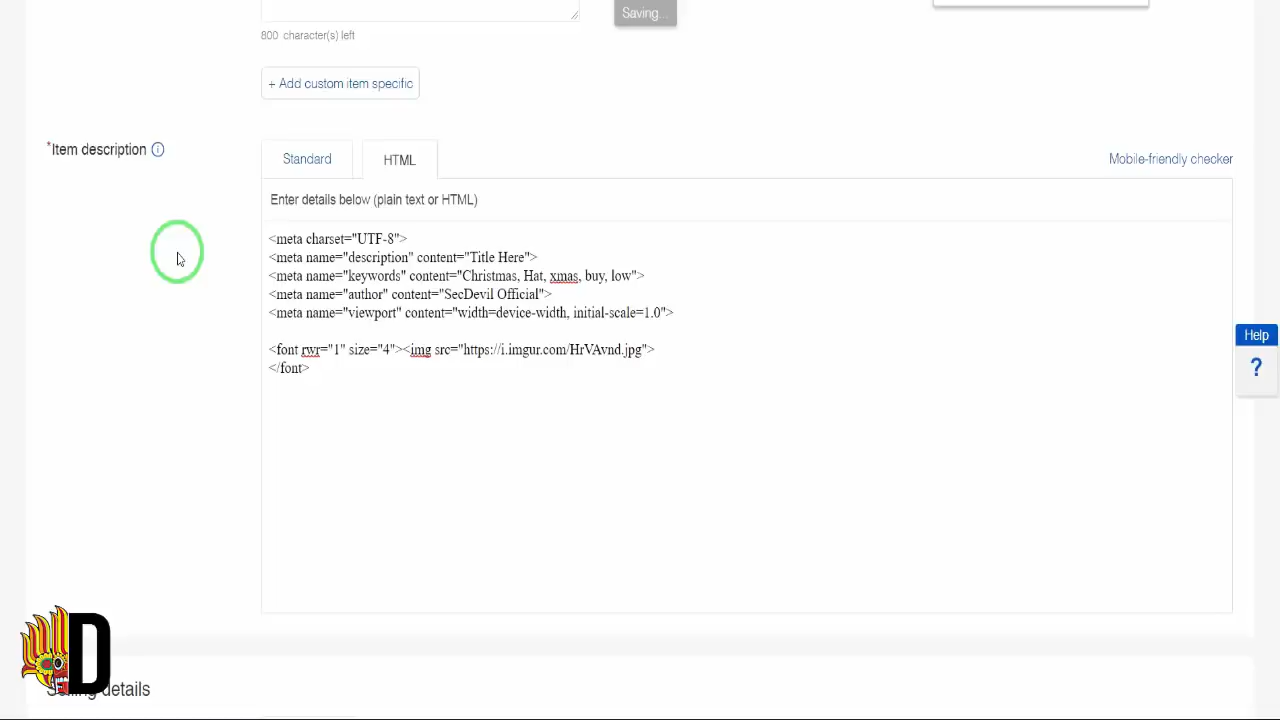 Saving...
800 character(s) left
+ Add custom item specific
*Item description
Standard
HTML
Mobile-friendly checker
Enter details below (plain text or HTML)
<meta charset="UTF-8">
<meta name="description" content="Title Here">
<meta name="keywords" content="Christmas, Hat, xmas, buy, low">
<meta name="author" content="SecDevil Official">
<meta name="viewport" content="width=device-width, initial-scale=1.0">
<font rwr="1" size="4"><img src="https://i.imgur.com/HrVAvnd.jpg">
</font>
Help
?
D
Selling details